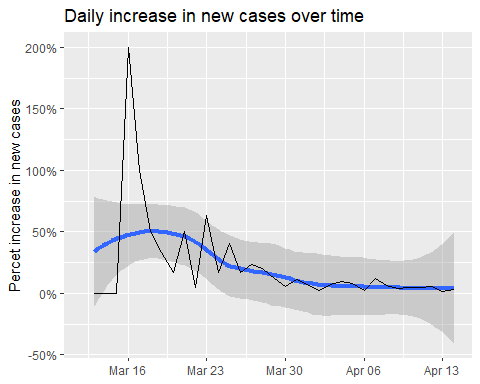 Daily increase in new cases over time
Percet increase in new cases
200%
150%
100%
50%
0%
-50%
Mar 16 Mar 23 Mar 30 Apr 06 Apr 13